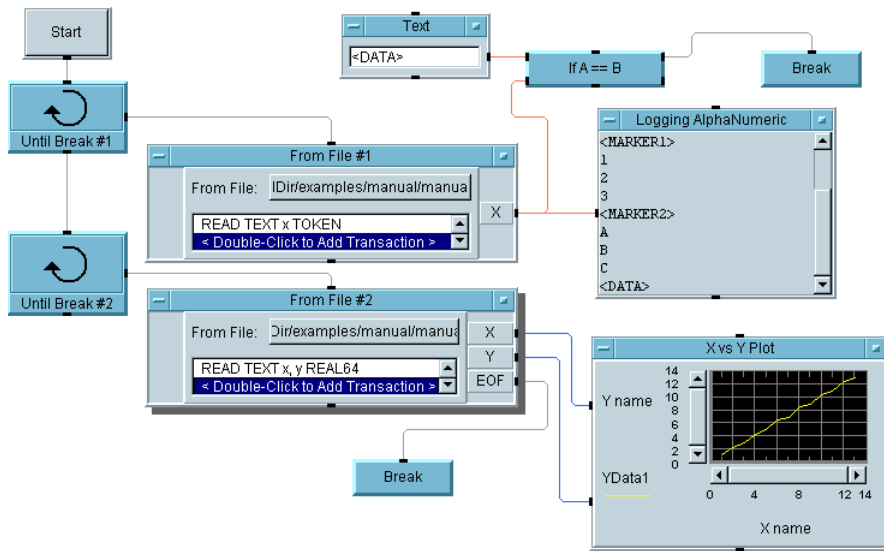 Start
Text
<DATA>
If A == B
Break
Until Break #1
From File #1
From File:
IDir/examples/manual/manua
READ TEXT x TOKEN
< Double-Click to Add Transaction >
X
Logging AlphaNumeric
<MARKER1>
1
2
3
<MARKER2>
A
B
C
<DATA>
Until Break #2
From File #2
From File:
Dir/examples/manual/manua
READ TEXT x, y REAL64
< Double-Click to Add Transaction >
X
Y
EOF
Break
X vs Y Plot
Y name
YData1
14
12
10
8
6
4
2
0
0 4 8 12 14
X name